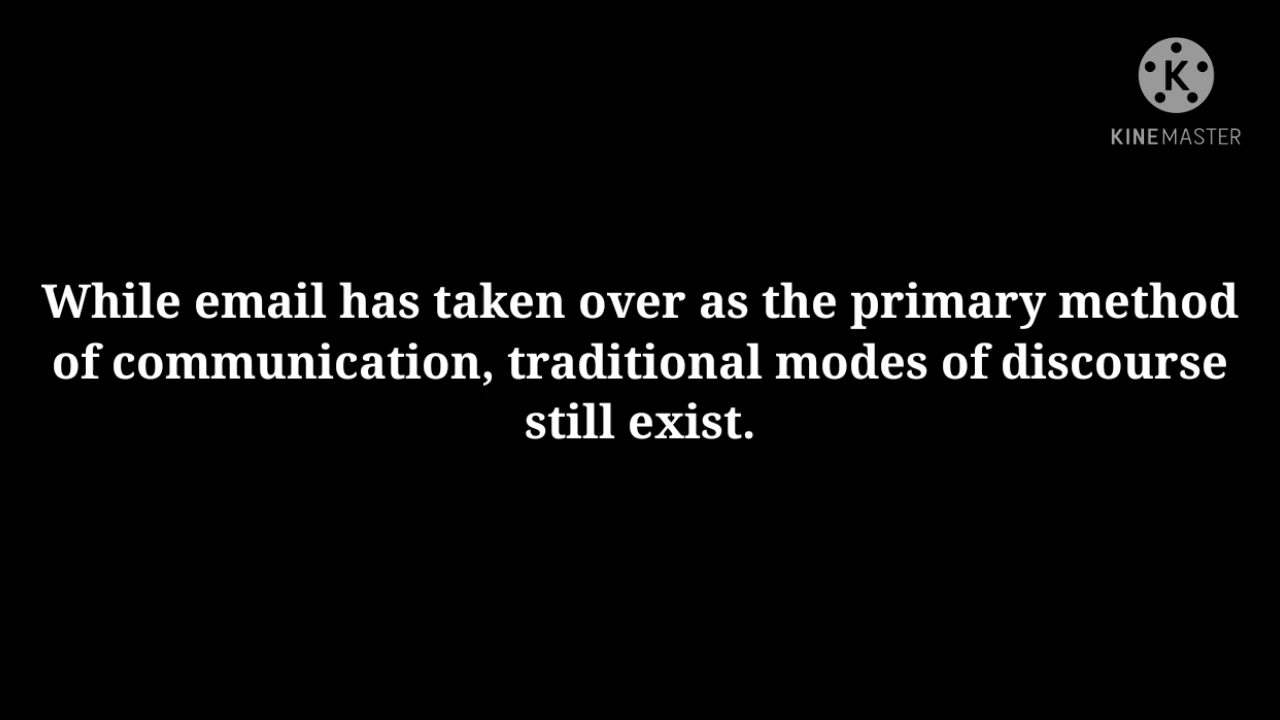 K
KINEMASTER
While email has taken over as the primary method
of communication, traditional modes of discourse
still exist.